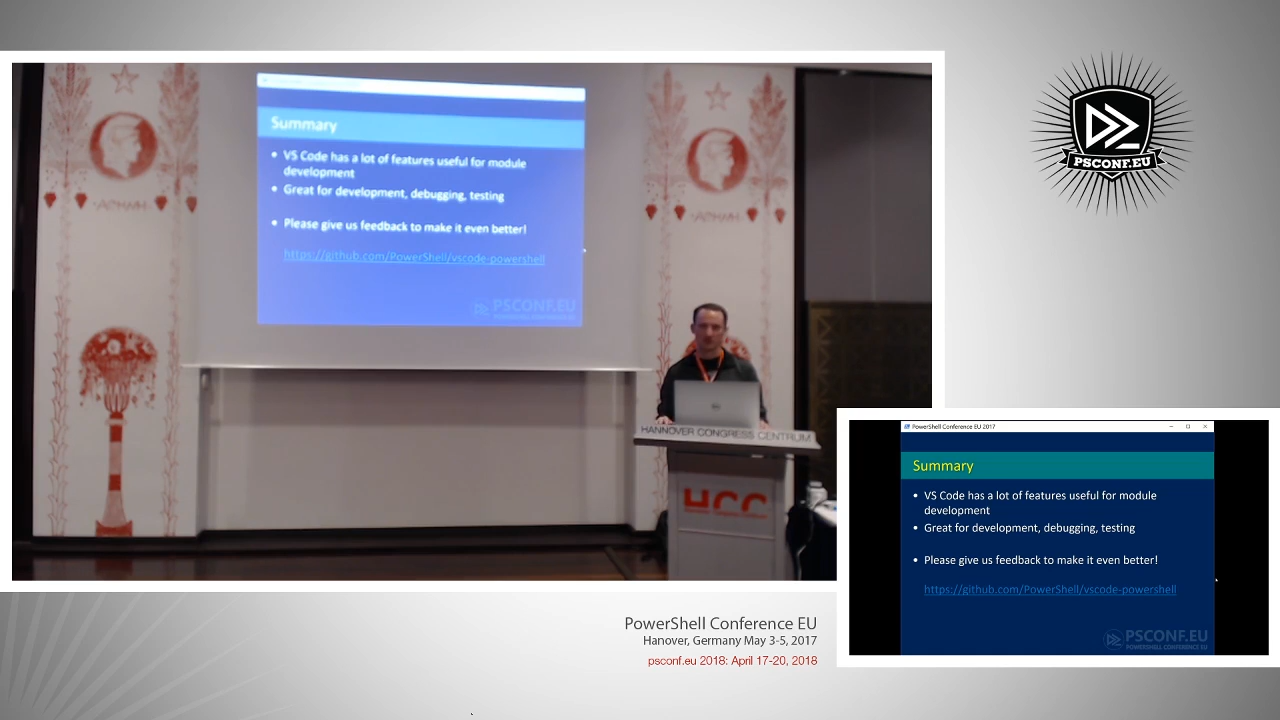 Summary
• VS Code has a lot of features useful for module
development
• Great for development, debugging, testing
• Please give us feedback to make it even better!
https://github.com/PowerShell/vscode-powershell
PSCONF.EU
POWERSHELL CONFERENCE EU
HANNOVER CONGRESS CENTRUM
HCC
PSCONF.EU
PowerShell Conference EU 2017
Summary
• VS Code has a lot of features useful for module
development
• Great for development, debugging, testing
• Please give us feedback to make it even better!
https://github.com/PowerShell/vscode-powershell
PSCONF.EU
POWERSHELL CONFERENCE EU
PowerShell Conference EU
Hanover, Germany May 3-5, 2017
psconf.eu 2018: April 17-20, 2018